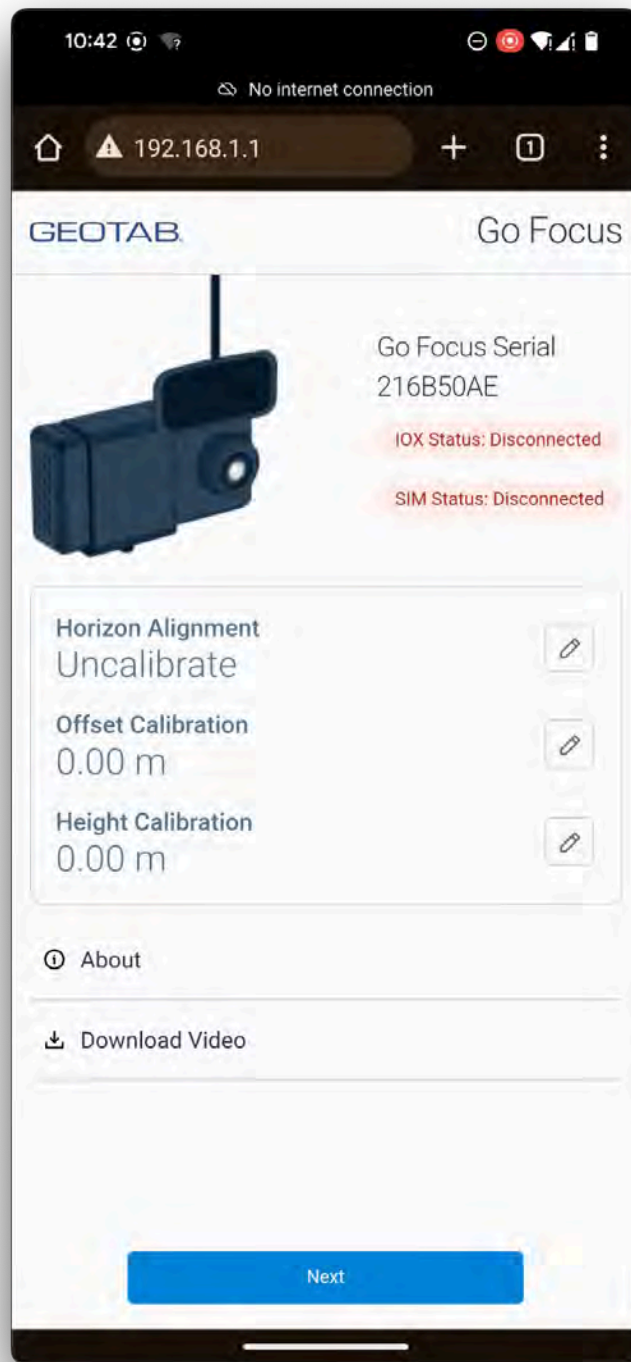 10:42
No internet connection
192.168.1.1
1
GEOTAB.
Go Focus
Go Focus Serial
216B50AE
IOX Status: Disconnected
SIM Status: Disconnected
Horizon Alignment
Uncalibrate
Offset Calibration
0.00 m
Height Calibration
0.00 m
About
Download Video
Next